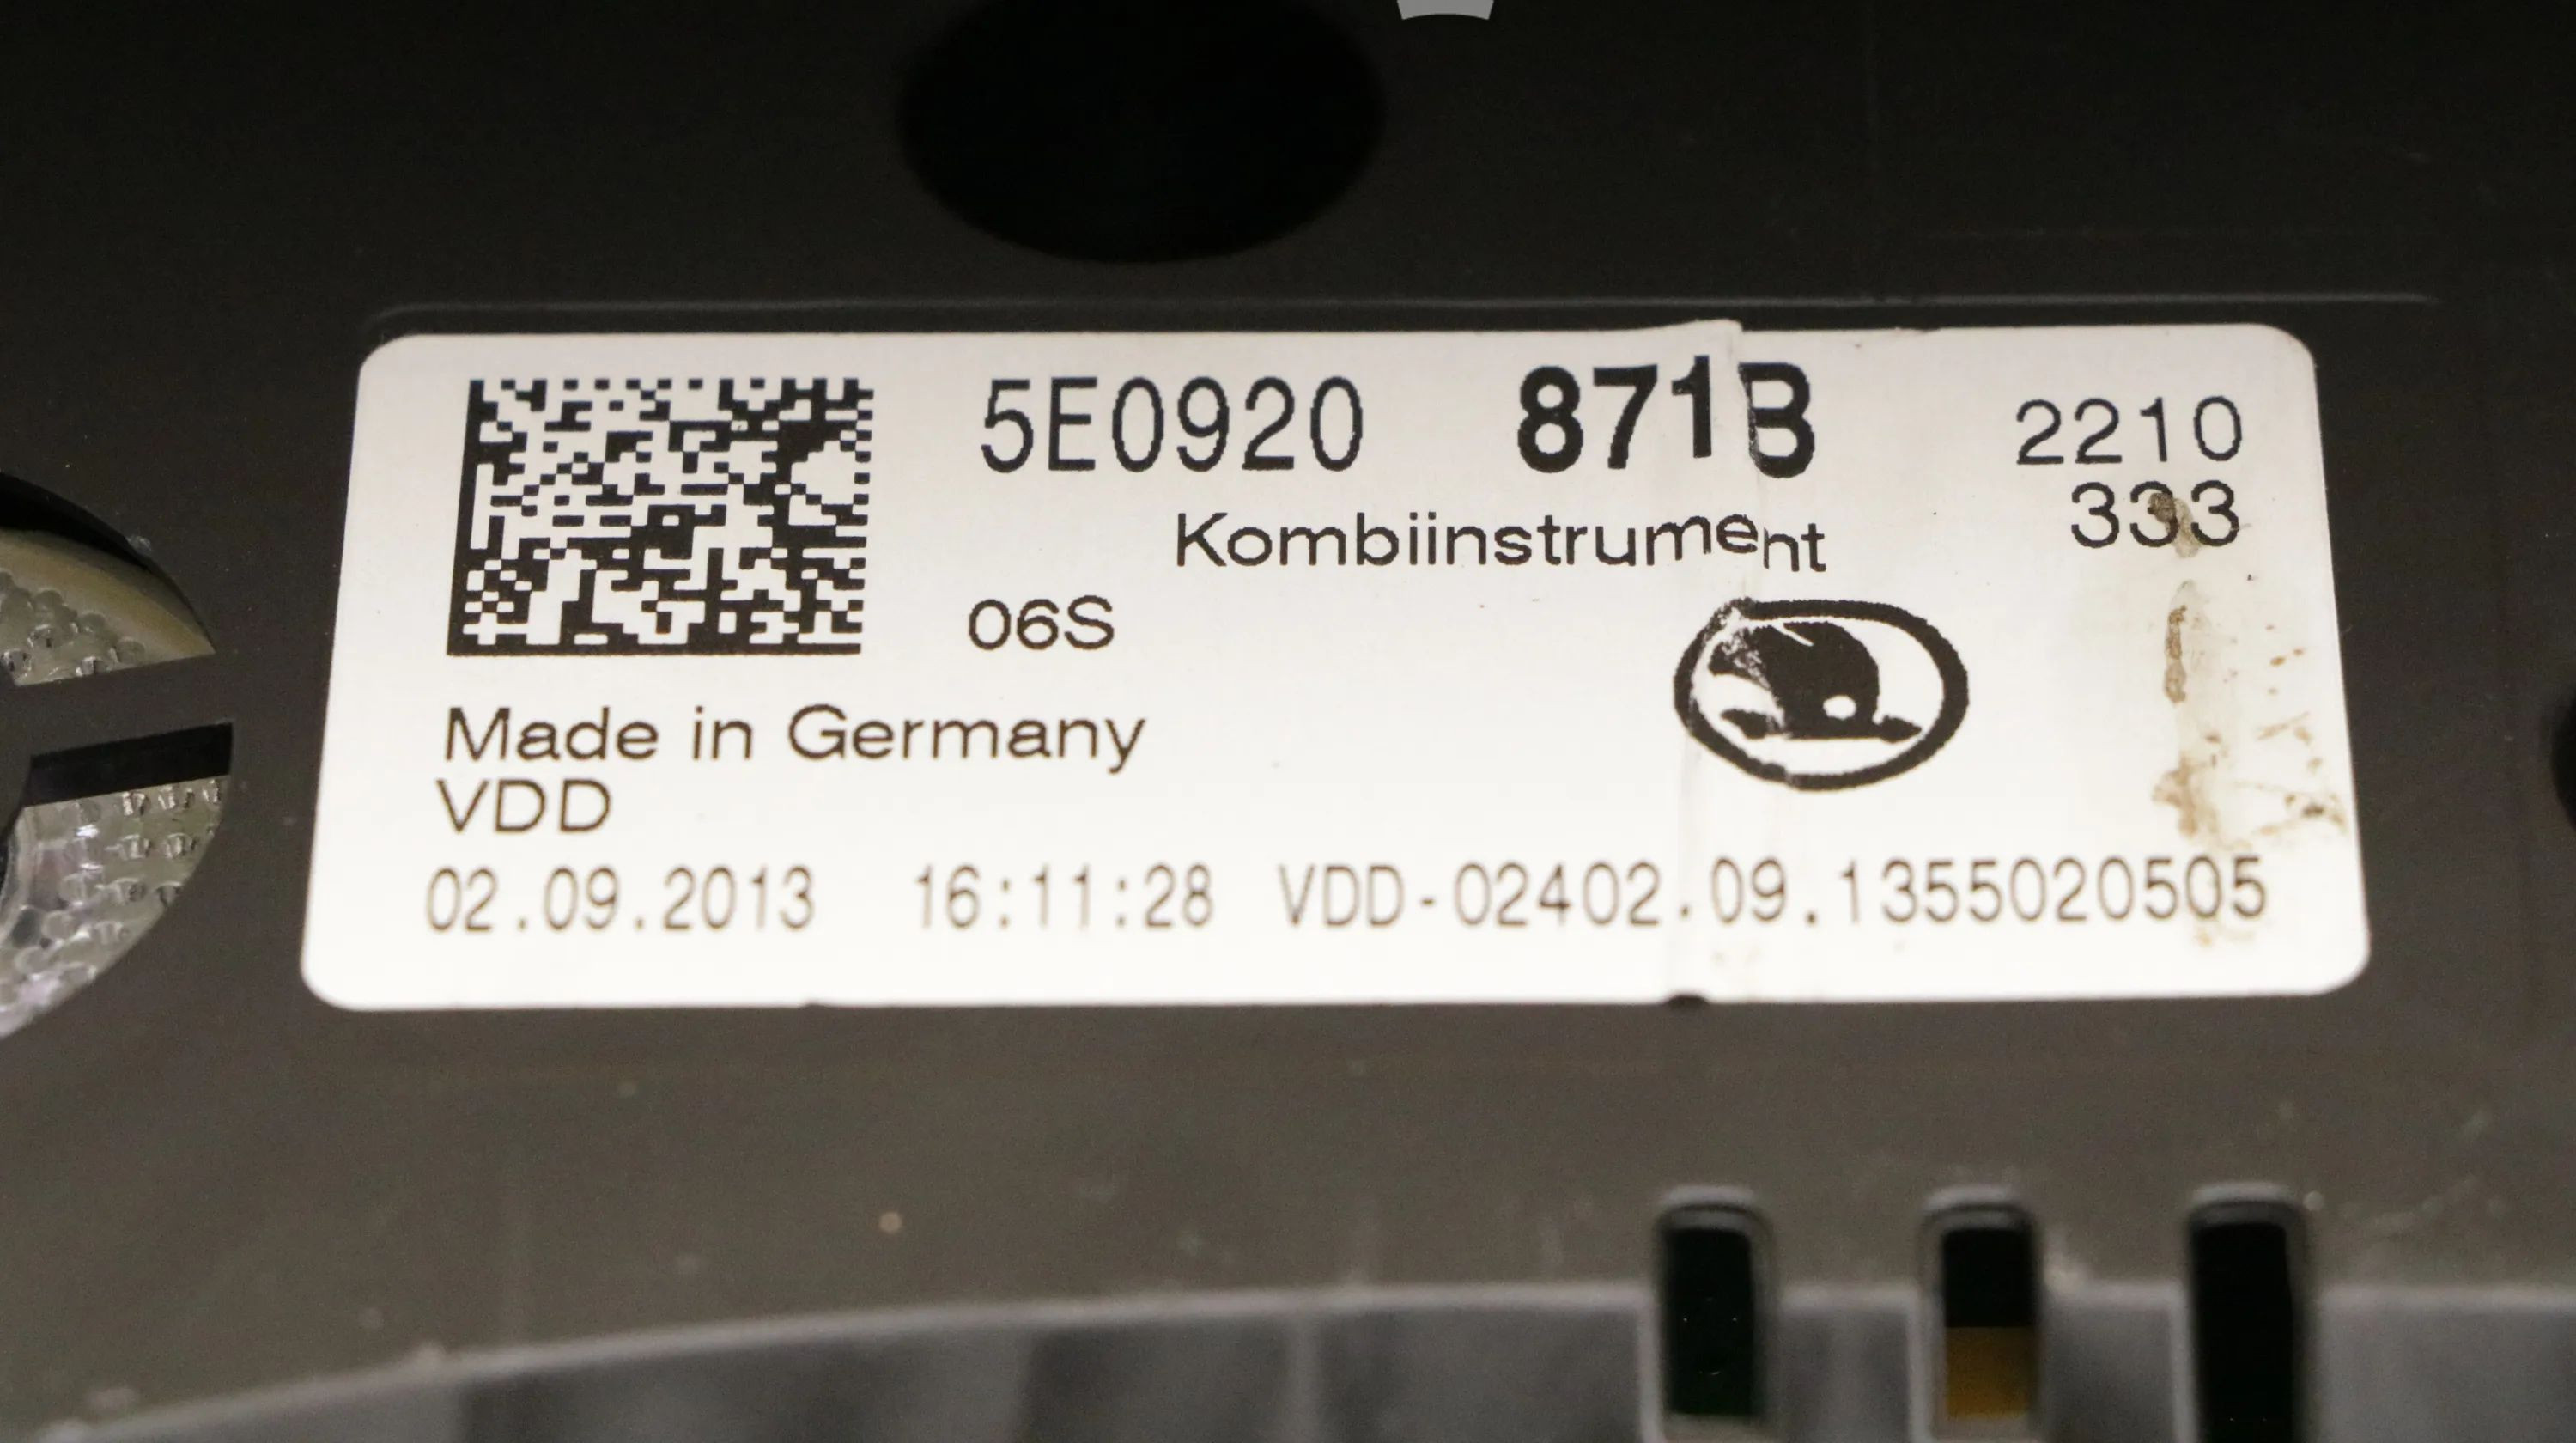 5E0920 871B 2210
333
Kombiinstrument
06S
Made in Germany
VDD
02.09.2013 16:11:28 VDD-02402.09.1355020505